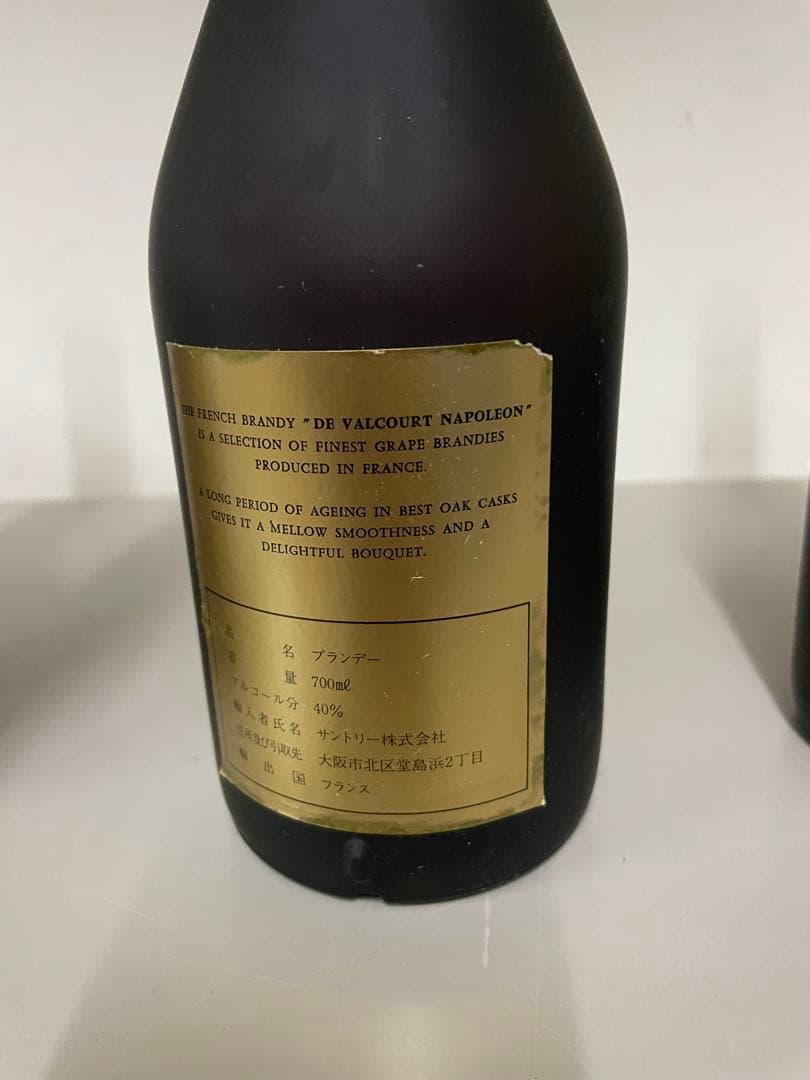 THE FRENCH BRANDY "DE VALCOURT NAPOLEON"
IS A SELECTION OF FINEST GRAPE BRANDIES
PRODUCED IN FRANCE.
A LONG PERIOD OF AGEING IN BEST OAK CASKS
GIVES IT A MELLOW SMOOTHNESS AND A
DELIGHTFUL BOUQUET.
品名 ブランデー
容量 700mℓ
アルコール分 40%
輸入者氏名 サントリー株式会社
住所及び引取先 大阪市北区堂島浜2丁目
輸出国 フランス